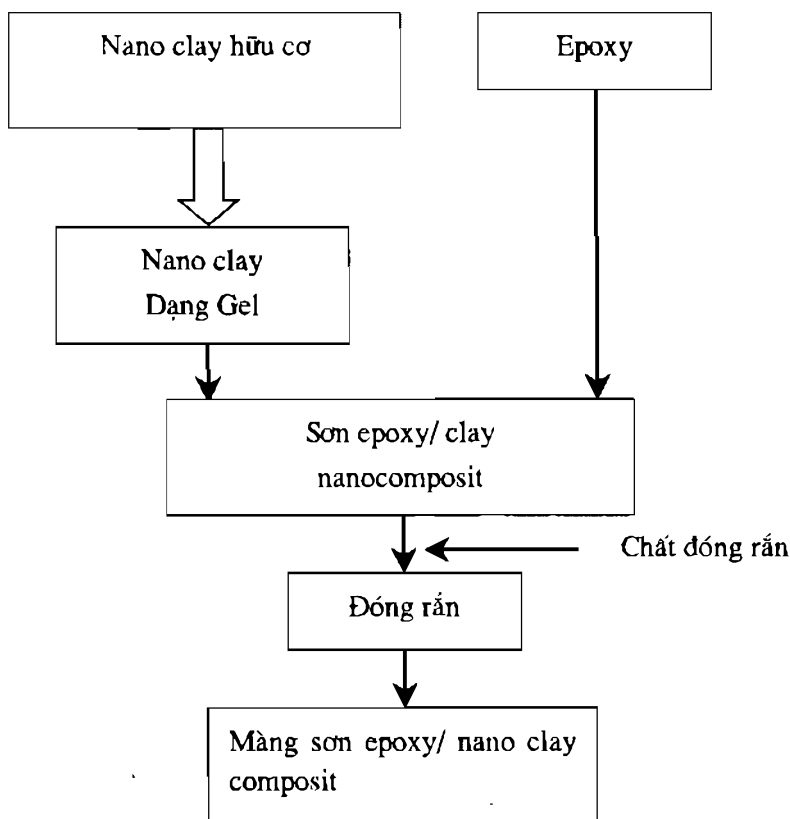 Nano clay hữu cơ
Epoxy
Nano clay
Dạng Gel
Sơn epoxy/ clay
nanocomposit
Chất đóng rắn
Đóng rắn
Màng sơn epoxy/ nano clay
composit